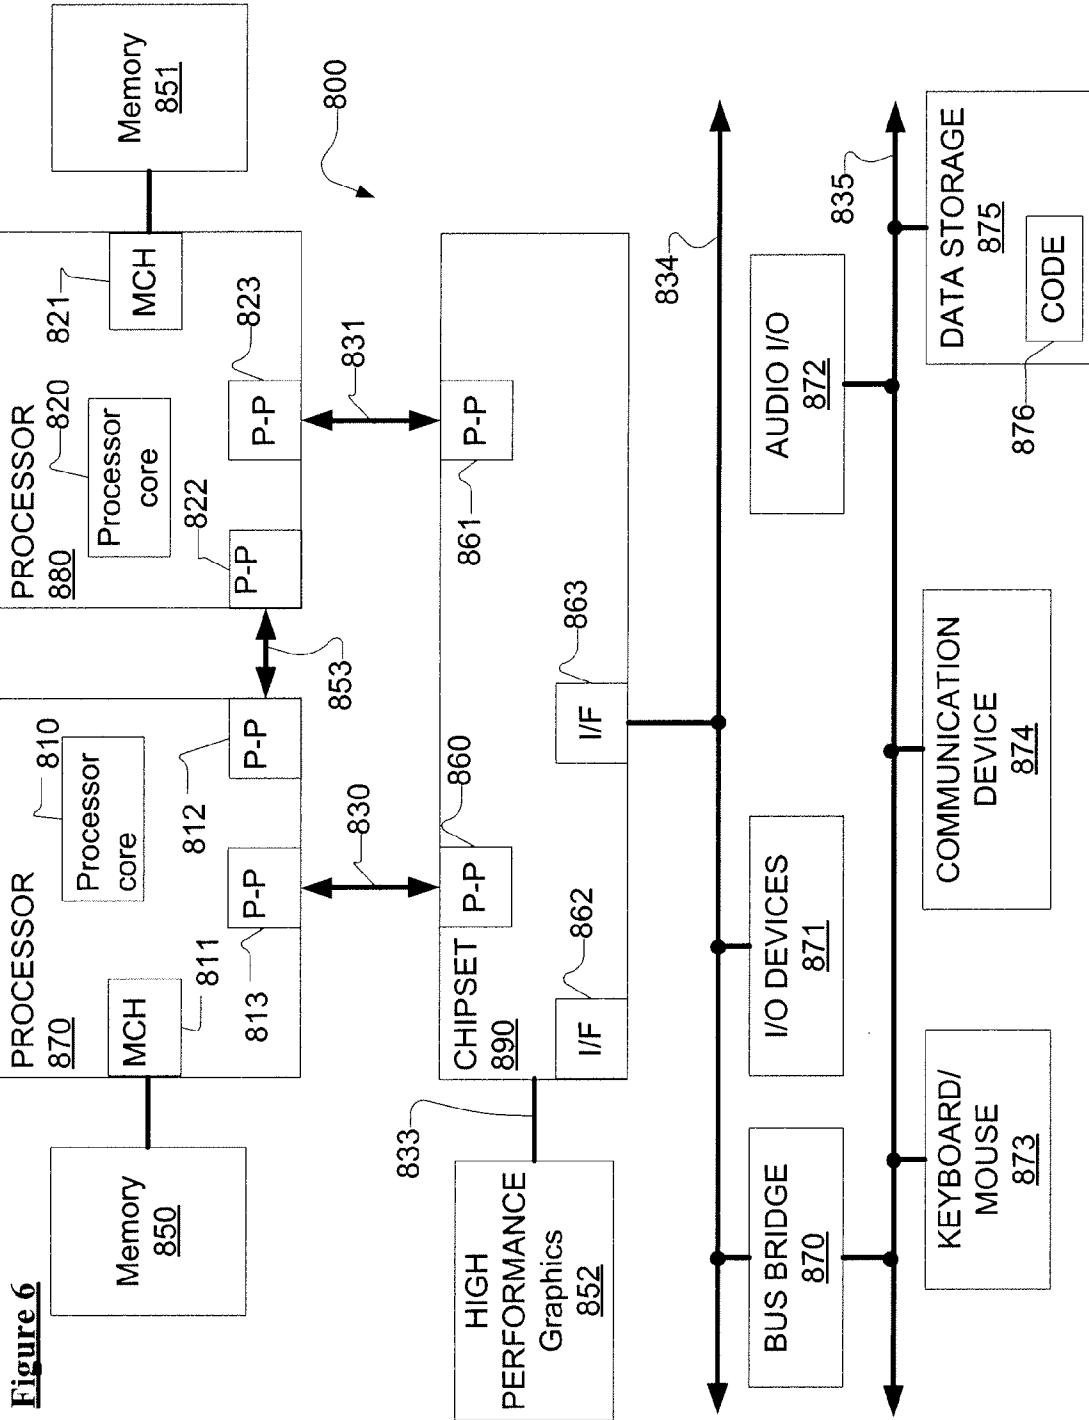 Figure 6
800
Memory
850
PROCESSOR
870
Processor
core
810
MCH
811
P-P
812
P-P
813
853
PROCESSOR
880
Processor
core
820
MCH
821
P-P
822
P-P
823
Memory
851
830
831
HIGH
PERFORMANCE
Graphics
852
833
CHIPSET
890
P-P
860
P-P
861
I/F
862
I/F
863
834
BUS BRIDGE
870
I/O DEVICES
871
AUDIO I/O
872
835
KEYBOARD/
MOUSE
873
COMMUNICATION
DEVICE
874
DATA STORAGE
875
CODE
876